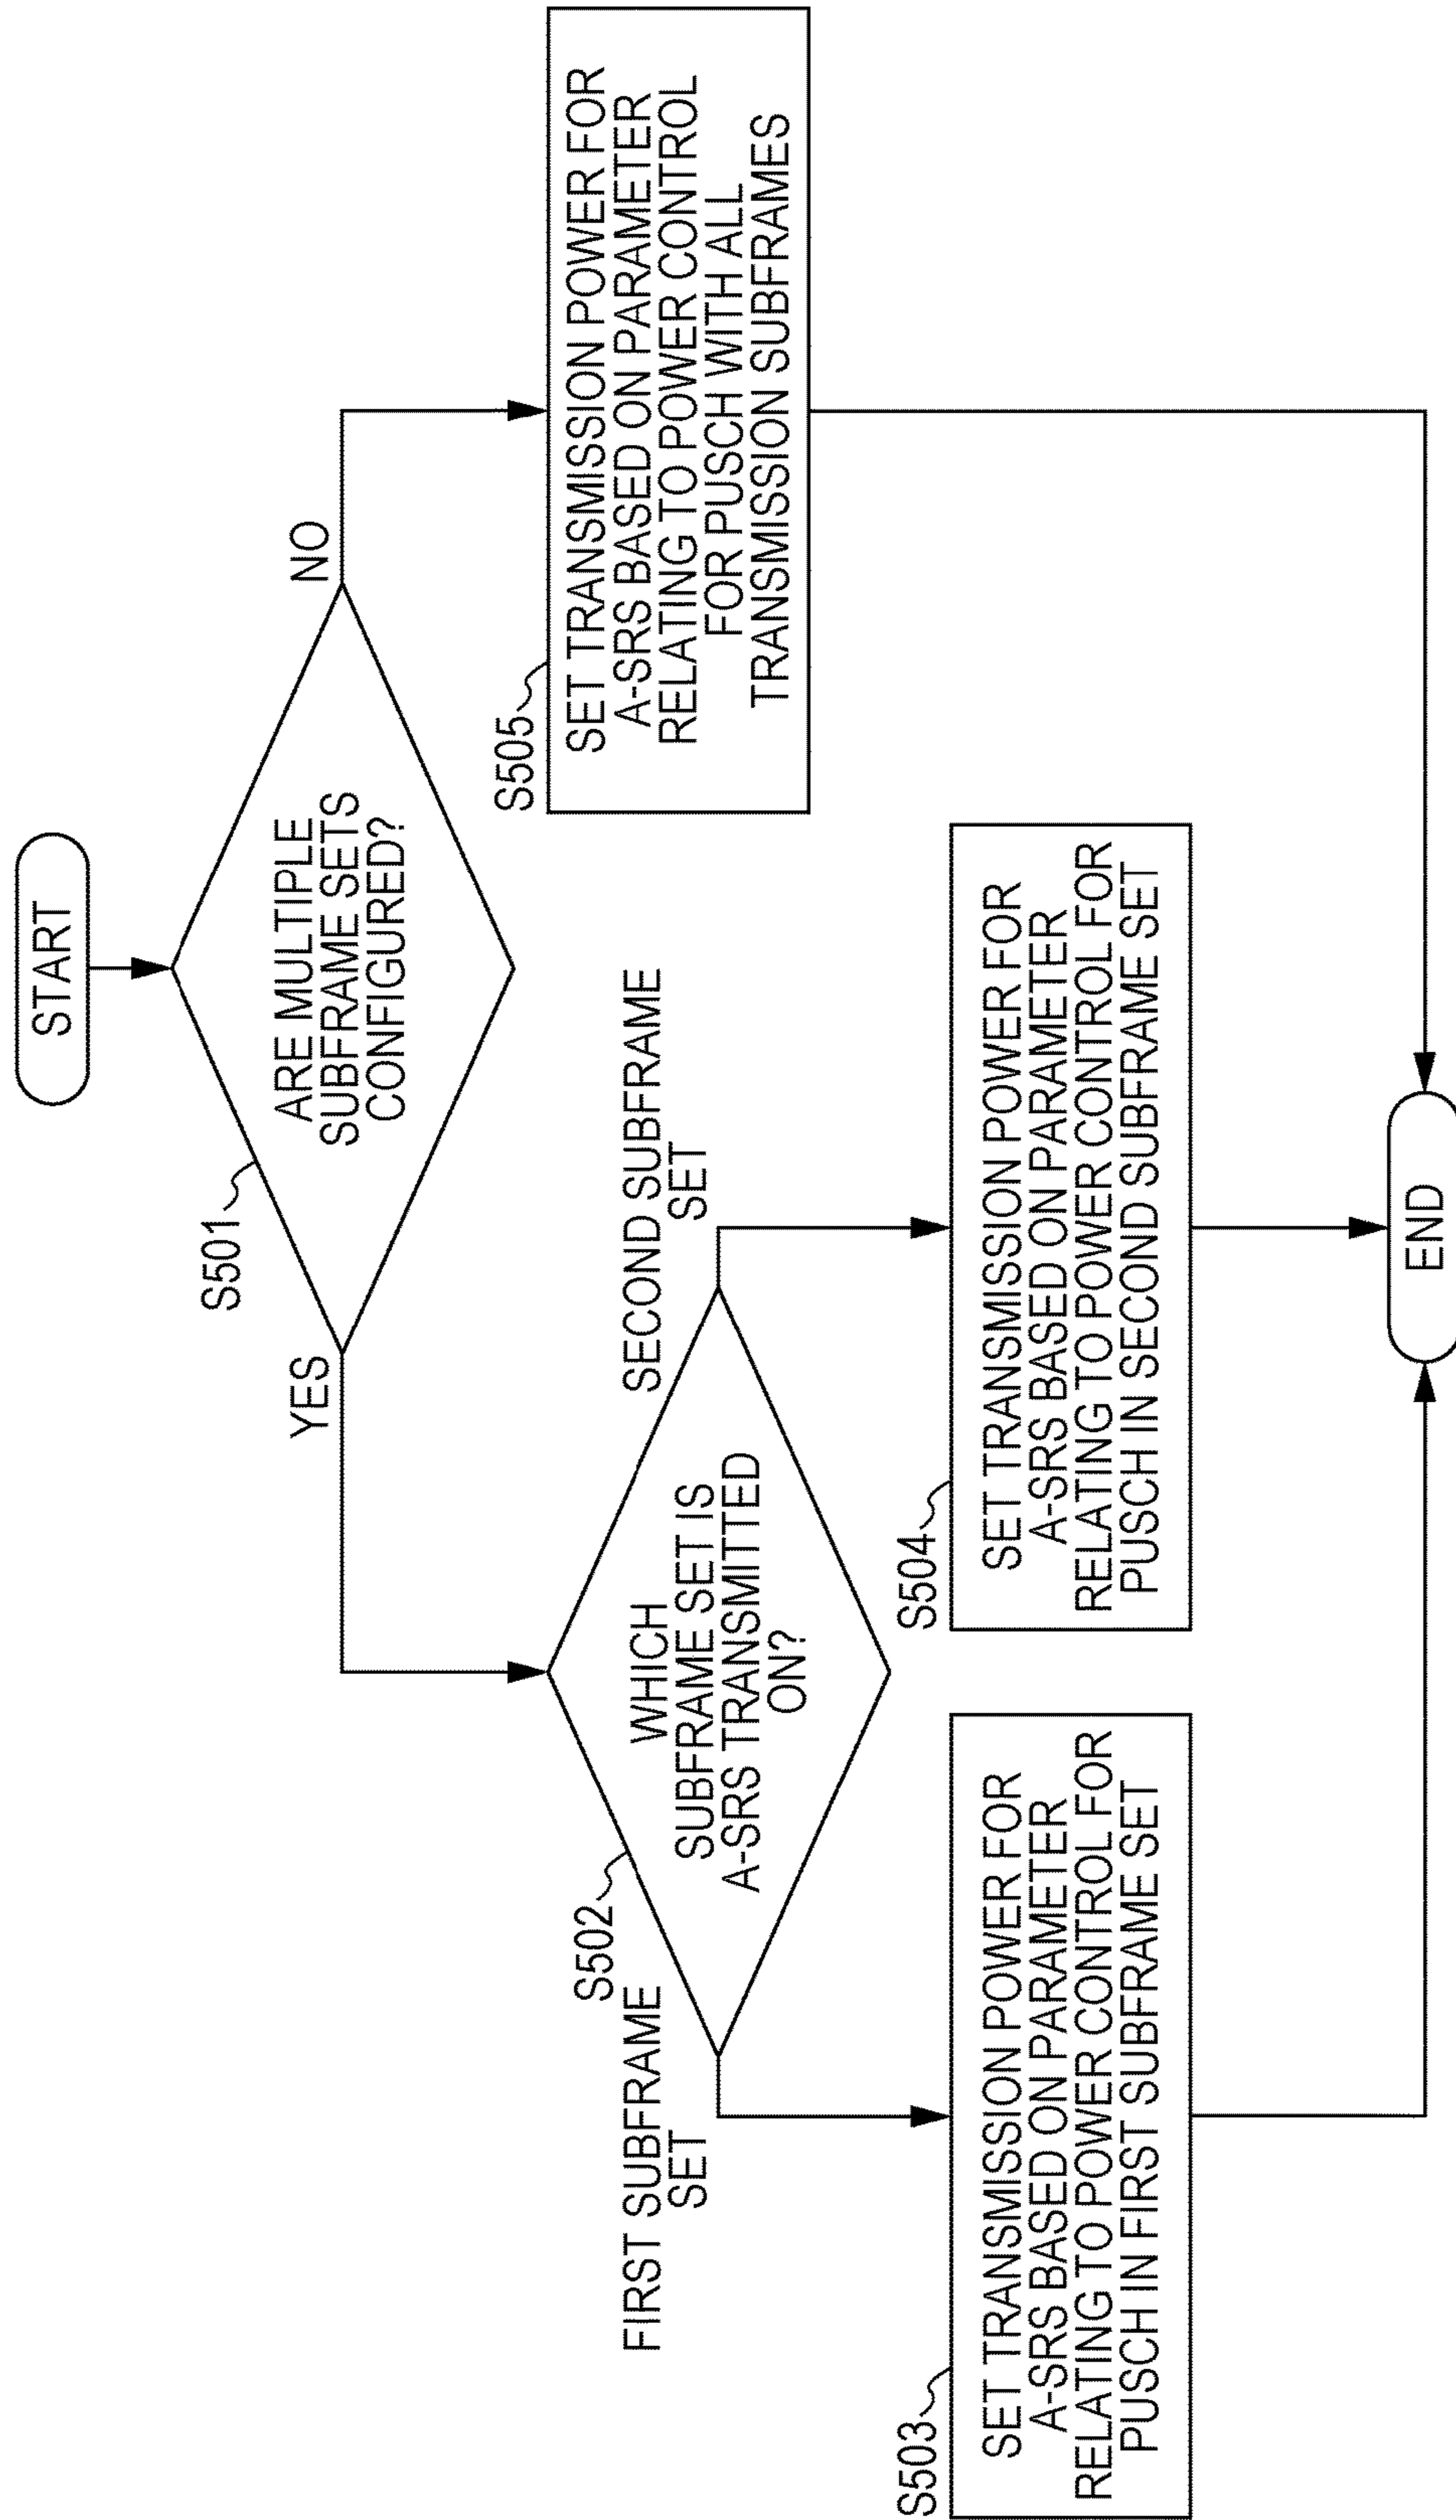 START
S501
ARE MULTIPLE
SUBFRAME SETS
CONFIGURED?
YES
NO
S502
WHICH
SUBFRAME SET IS
A-SRS TRANSMITTED
ON?
FIRST SUBFRAME
SET
SECOND SUBFRAME
SET
S503
SET TRANSMISSION POWER FOR
A-SRS BASED ON PARAMETER
RELATING TO POWER CONTROL FOR
PUSCH IN FIRST SUBFRAME SET
S504
SET TRANSMISSION POWER FOR
A-SRS BASED ON PARAMETER
RELATING TO POWER CONTROL FOR
PUSCH IN SECOND SUBFRAME SET
S505
SET TRANSMISSION POWER FOR
A-SRS BASED ON PARAMETER
RELATING TO POWER CONTROL
FOR PUSCH WITH ALL
TRANSMISSION SUBFRAMES
END